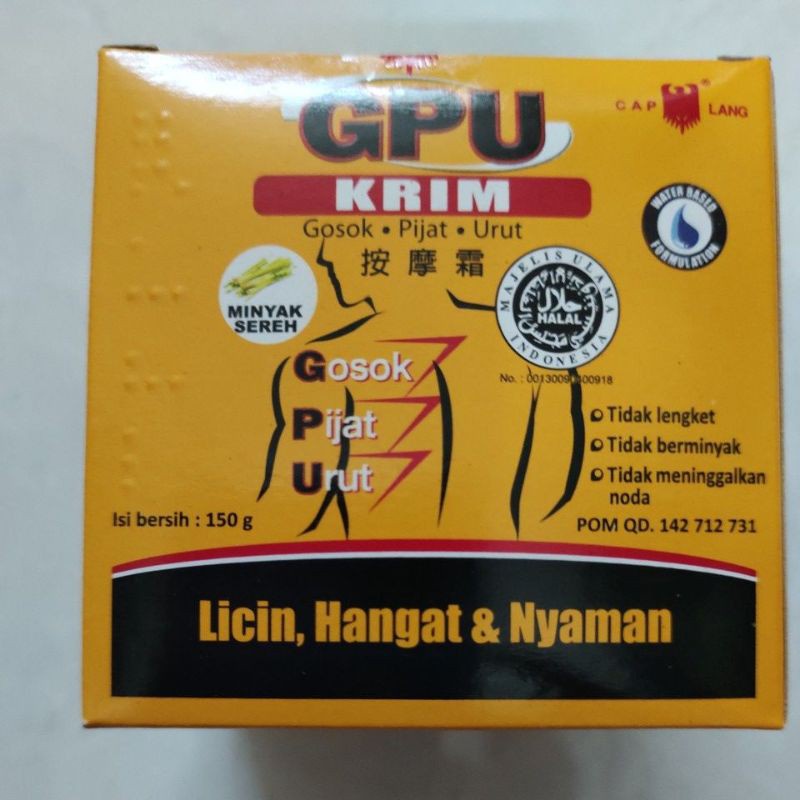 GPU
CAP LANG
KRIM
Gosok • Pijat • Urut
按摩霜
WATER BASED
FORMULATION
MINYAK
SEREH
MAJELIS ULAMA
حلال
HALAL
INDONESIA
Gosok
Pijat
Urut
Tidak lengket
Tidak berminyak
Tidak meninggalkan
noda
Isi bersih : 150 g
POM QD. 142 712 731
Licin, Hangat & Nyaman